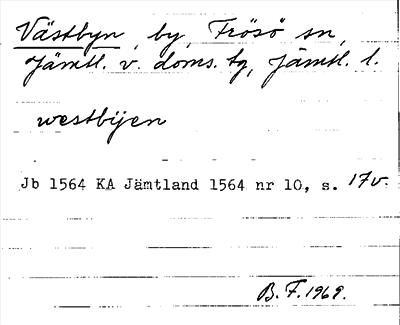 Västbyn, by, Frösö sn,
Jämtl. v. doms. tg, Jämtl. l.
westbijen
Jb 1564 KA Jämtland 1564 nr 10, s. 17v.
B. F. 1969.